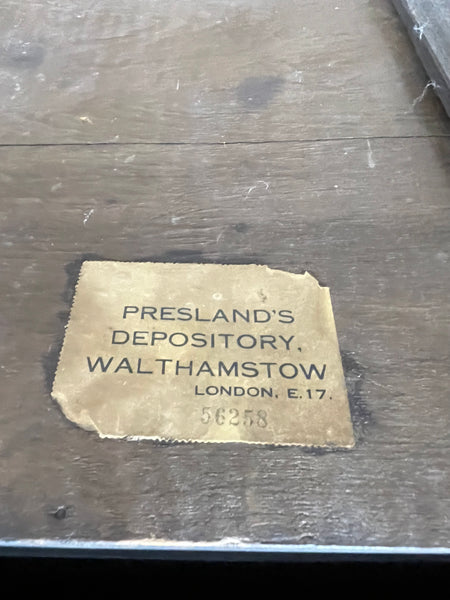 PRESLAND'S
DEPOSITORY,
WALTHAMSTOW
LONDON, E.17.
56258